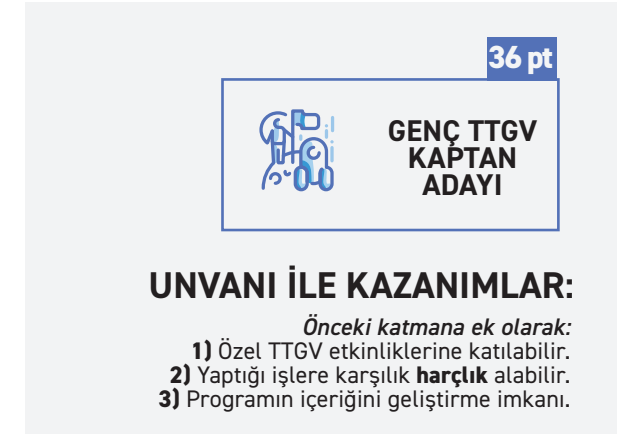 36 pt
GENÇ TTGV
KAPTAN
ADAYI
UNVANI İLE KAZANIMLAR:
Önceki katmana ek olarak:
1) Özel TTGV etkinliklerine katılabilir.
2) Yaptığı işlere karşılık harçlık alabilir.
3) Programın içeriğini geliştirme imkanı.